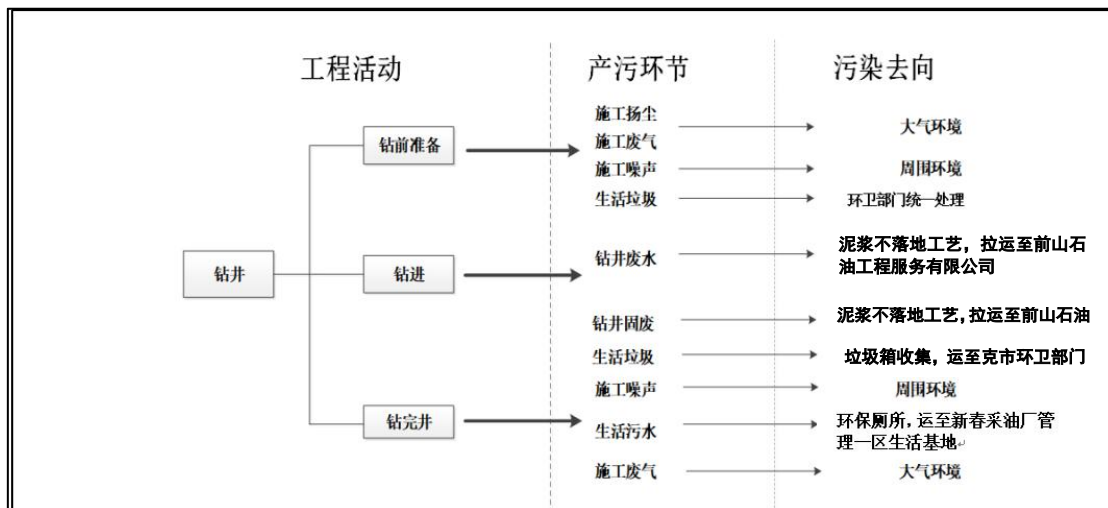 工程活动
产污环节
污染去向
施工扬尘
大气环境
钻前准备
施工废气
施工噪声
周围环境
生活垃圾
环卫部门统一处理
钻井
钻进
钻井废水
泥浆不落地工艺，拉运至前山石
油工程服务有限公司
钻井固废
泥浆不落地工艺，拉运至前山石油
生活垃圾
垃圾箱收集，运至克市环卫部门
施工噪声
周围环境
钻完井
生活污水
环保厕所，运至新春采油厂管
理一区生活基地
施工废气
大气环境